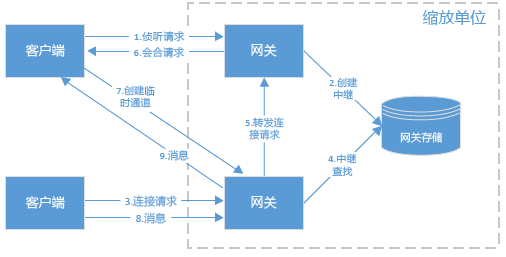 缩放单位
客户端
1.侦听请求
6.会合请求
网关
2.创建
中继
7.创建临
时通道
5.转发连
接请求
网关存储
4.中继
查找
9.消息
客户端
3.连接请求
8.消息
网关